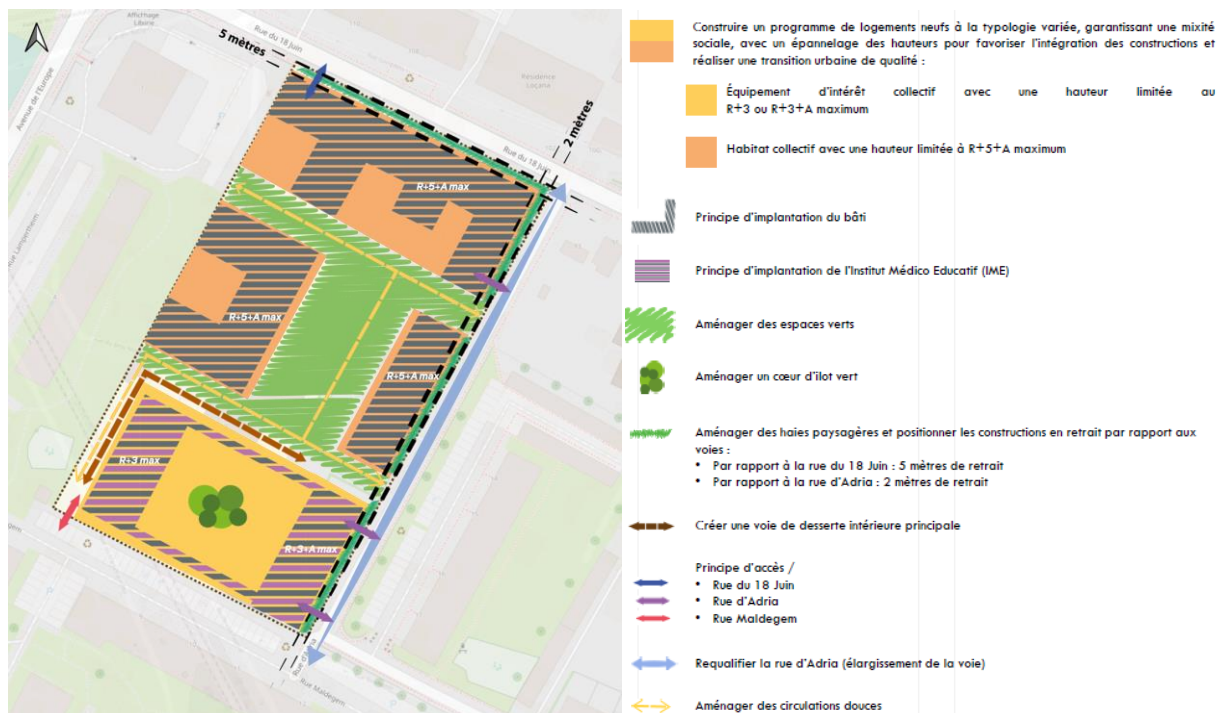 Affichage
Libre
Rue du 18 Juin
5 mètres
Avenue de l'Europe
Résidence
Loçana
2 mètres
Rue du 18 Juin
R+5+A max
Rue Lampertheim
R+5+A max
R+5+A max
R+3 max
R+3+A max
Rue d'Adria
Rue Maldegem
Construire un programme de logements neufs à la typologie variée, garantissant une mixité
sociale, avec un épannelage des hauteurs pour favoriser l'intégration des constructions et
réaliser une transition urbaine de qualité :
Équipement d'intérêt collectif avec une hauteur limitée au
R+3 ou R+3+A maximum
Habitat collectif avec une hauteur limitée à R+5+A maximum
Principe d'implantation du bâti
Principe d'implantation de l'Institut Médico Educatif (IME)
Aménager des espaces verts
Aménager un cœur d'ilot vert
Aménager des haies paysagères et positionner les constructions en retrait par rapport aux
voies :
• Par rapport à la rue du 18 Juin : 5 mètres de retrait
• Par rapport à la rue d'Adria : 2 mètres de retrait
Créer une voie de desserte intérieure principale
Principe d'accès /
• Rue du 18 Juin
• Rue d'Adria
• Rue Maldegem
Requalifier la rue d'Adria (élargissement de la voie)
Aménager des circulations douces